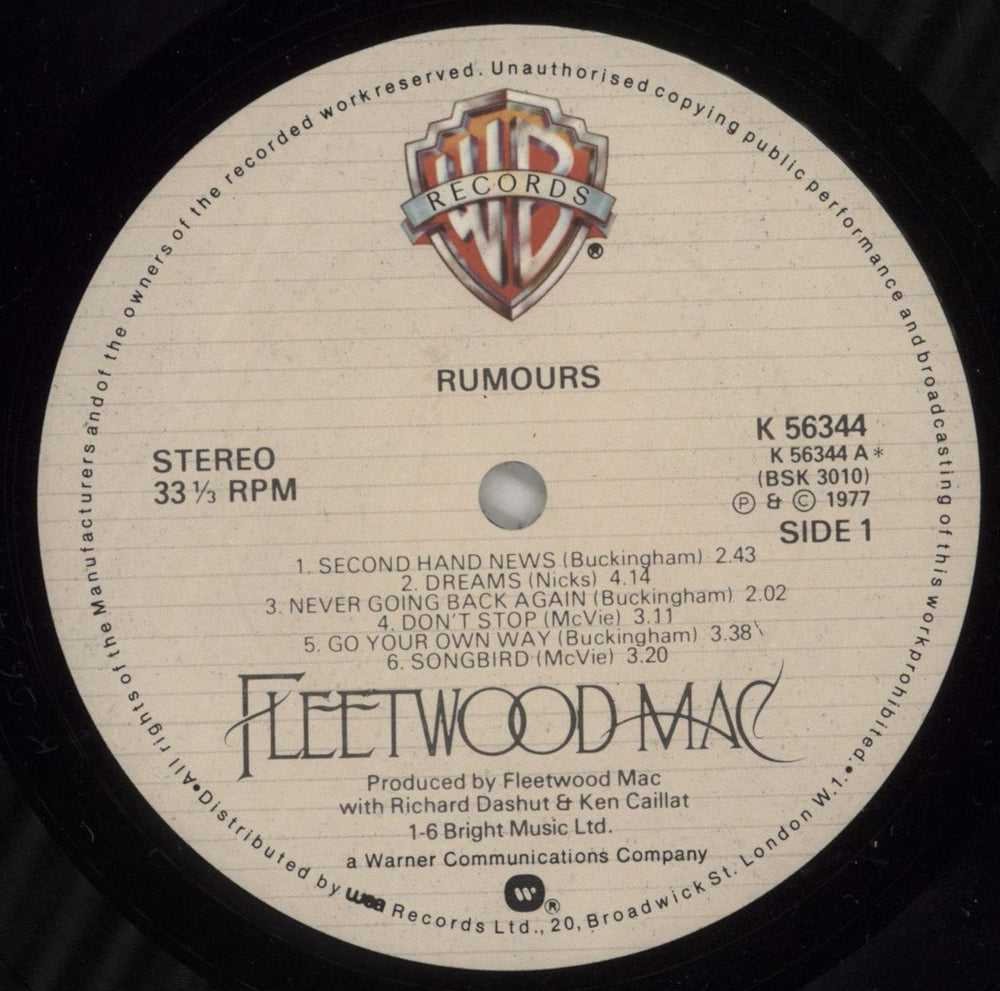 All rights of the Manufacturers and of the owners of the recorded work reserved. Unauthorised copying public performance and broadcasting of this work prohibited.
WB
RECORDS
®
RUMOURS
STEREO
33 ⅓ RPM
K 56344
K 56344 A*
(BSK 3010)
℗ & © 1977
SIDE 1
1. SECOND HAND NEWS (Buckingham) 2.43
2. DREAMS (Nicks) 4.14
3. NEVER GOING BACK AGAIN (Buckingham) 2.02
4. DON'T STOP (McVie) 3.11
5. GO YOUR OWN WAY (Buckingham) 3.38\
6. SONGBIRD (McVie) 3.20
FLEETWOOD MAC
Produced by Fleetwood Mac
with Richard Dashut & Ken Caillat
1-6 Bright Music Ltd.
a Warner Communications Company
®
•Distributed by wea Records Ltd., 20, Broadwick St. London W.1.•